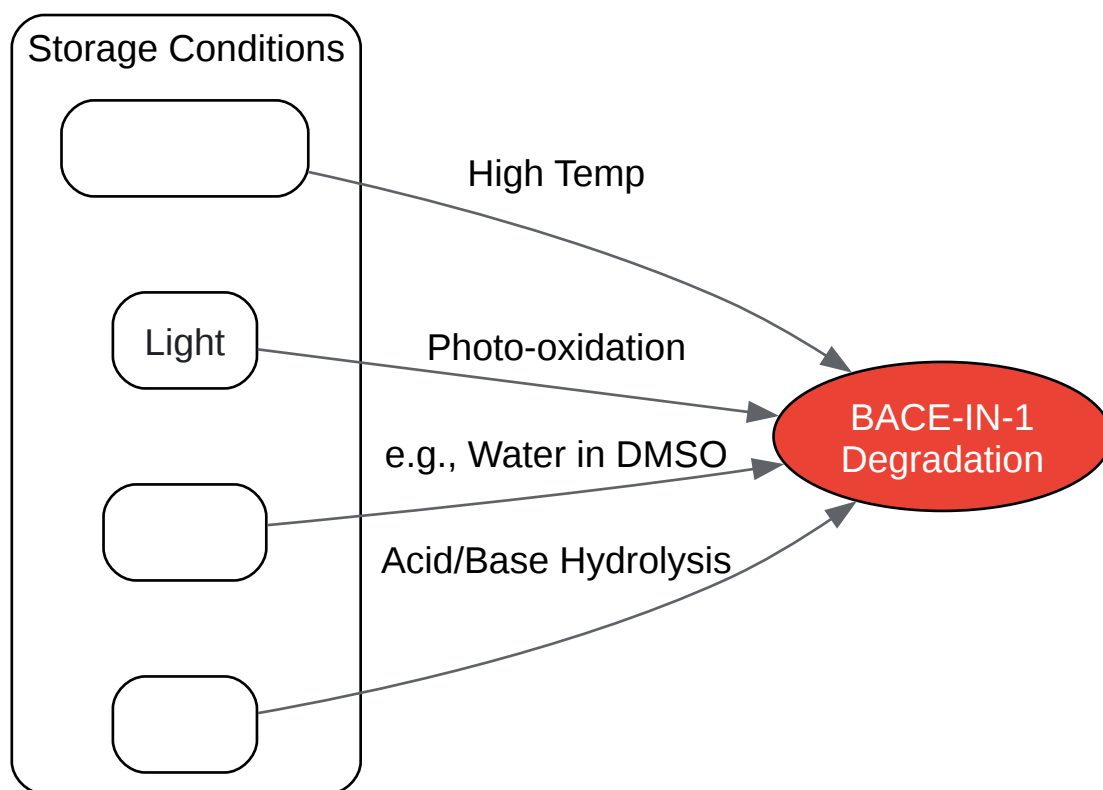 Storage Conditions
High Temp
Light
Photo-oxidation
e.g., Water in DMSO
Acid/Base Hydrolysis
BACE-IN-1
Degradation